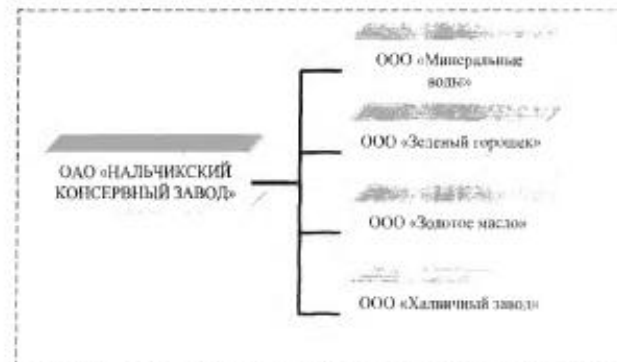 ООО «Минеральные
воды»
ООО «Зеленый горошек»
ОАО «НАЛЬЧИКСКИЙ
КОНСЕРВНЫЙ ЗАВОД»
ООО «Золотое масло»
ООО «Халвичный завод»